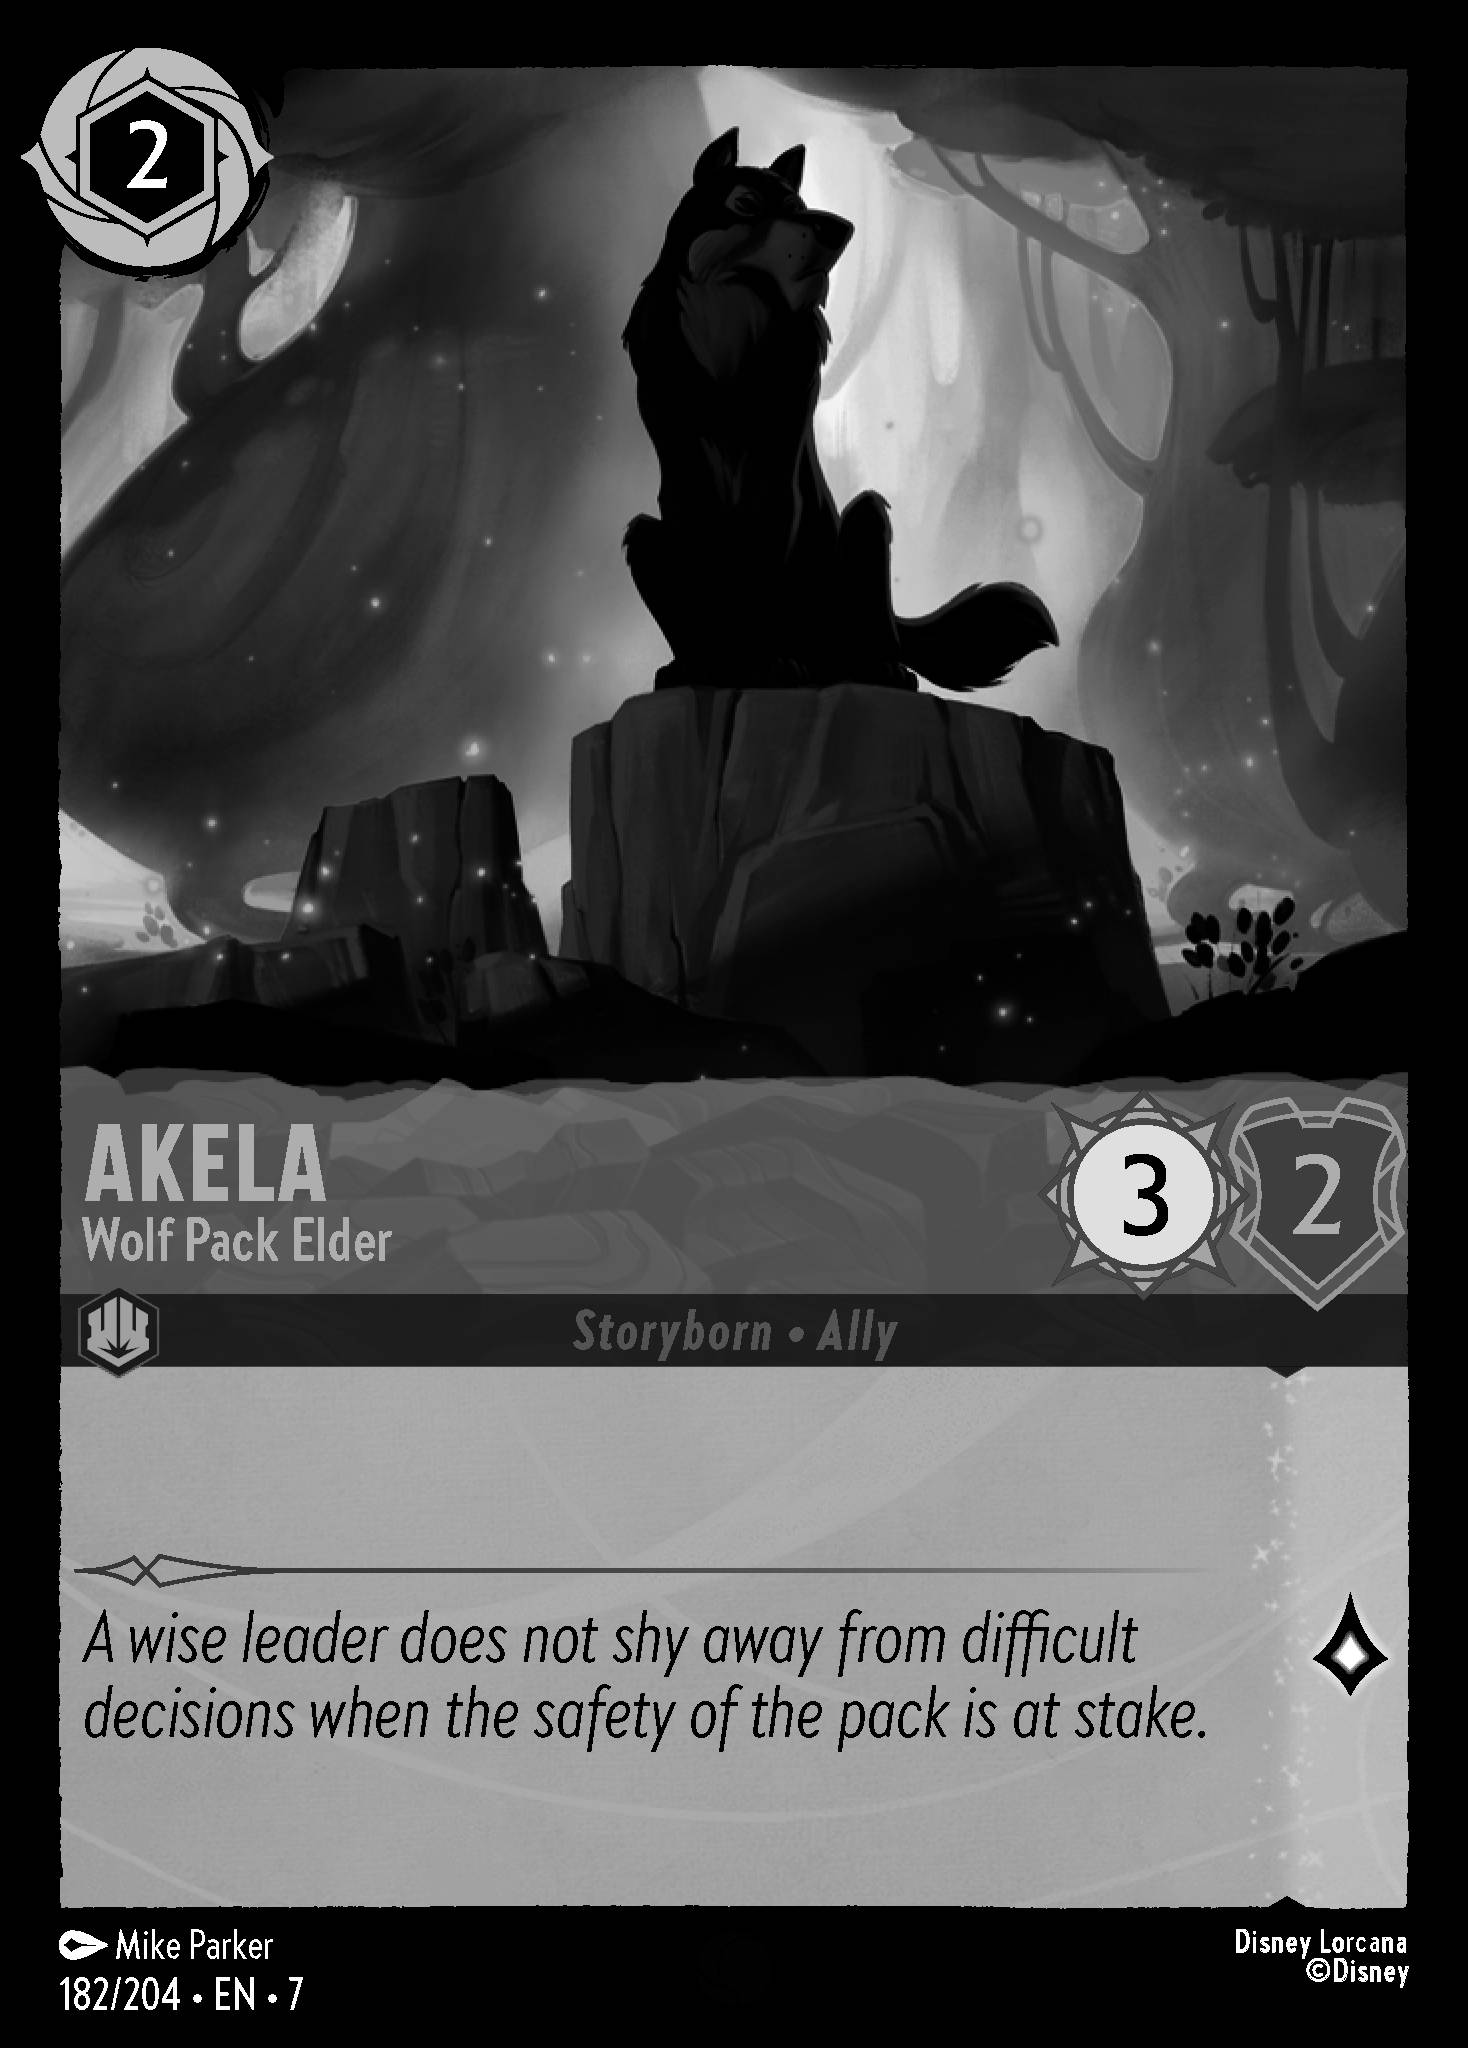 2
AKELA
Wolf Pack Elder
3
2
Storyborn • Ally
A wise leader does not shy away from difficult
decisions when the safety of the pack is at stake.
Mike Parker
182/204 • EN • 7
Disney Lorcana
©Disney